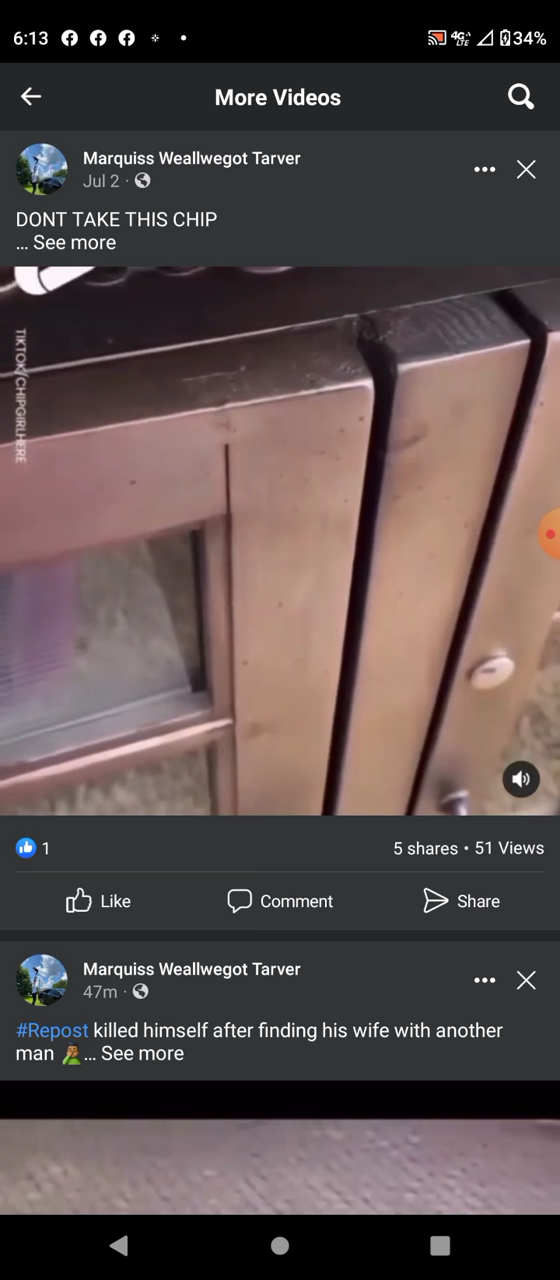 6:13
4G
LTE
34%
More Videos
Marquiss Weallwegot Tarver
Jul 2 ·
DONT TAKE THIS CHIP
... See more
TIKTOK/CHIPGIRLHERE
1
5 shares • 51 Views
Like
Comment
Share
Marquiss Weallwegot Tarver
47m ·
#Repost killed himself after finding his wife with another
man 🤦🏾... See more